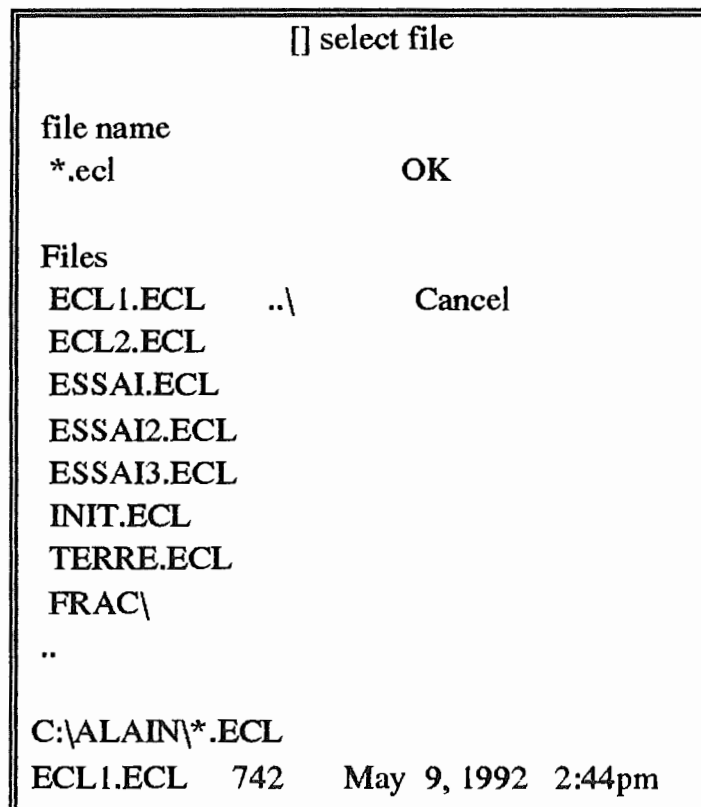 [] select file
file name
*.ecl OK
Files
ECL1.ECL ..\ Cancel
ECL2.ECL
ESSAI.ECL
ESSAI2.ECL
ESSAI3.ECL
INIT.ECL
TERRE.ECL
FRAC\
..
C:\ALAIN\*.ECL
ECL1.ECL 742 May 9, 1992 2:44pm